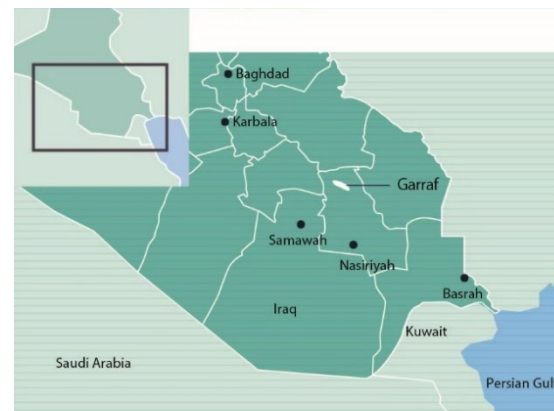 Baghdad
Karbala
Garraf
Samawah
Nasiriyah
Basrah
Iraq
Kuwait
Saudi Arabia
Persian Gul